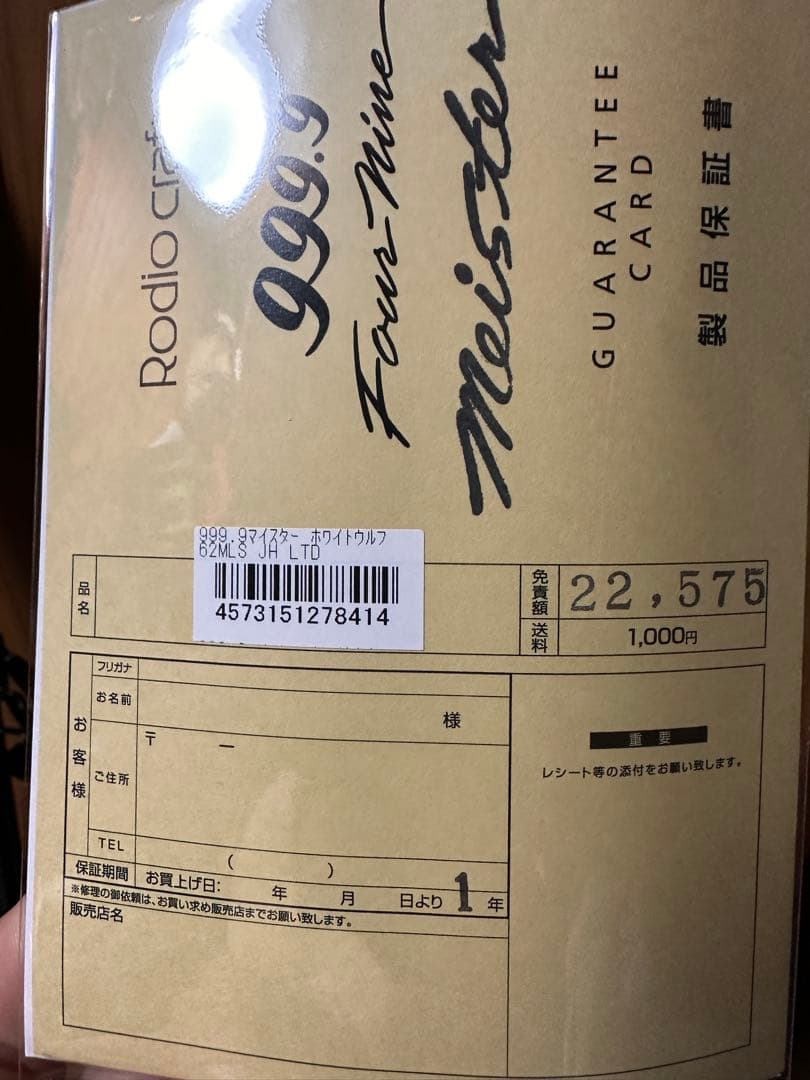 Rodio craft
999.9
Four-Nine
Meister
GUARANTEE
CARD
製品保証書
品名
999.9マイスター ホワイトウルフ
62MLS JH LTD
4573151278414
免責額
22,575
送料
1,000円
お客様
フリガナ
お名前
様
ご住所
〒 ー
TEL
( )
保証期間
お買上げ日: 年 月 日より 1 年
※修理の御依頼は、お買い求め販売店までお願い致します。
販売店名
重要
レシート等の添付をお願い致します。